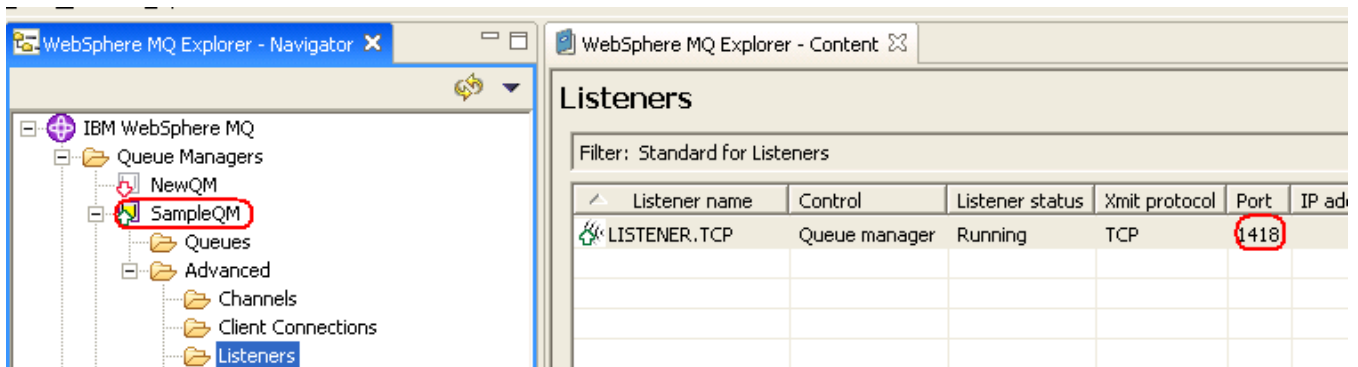 WebSphere MQ Explorer - Navigator
IBM WebSphere MQ
Queue Managers
NewQM
SampleQM
Queues
Advanced
Channels
Client Connections
Listeners
WebSphere MQ Explorer - Content
Listeners
Filter: Standard for Listeners
Listener name Control Listener status Xmit protocol Port IP ad
LISTENER.TCP Queue manager Running TCP 1418